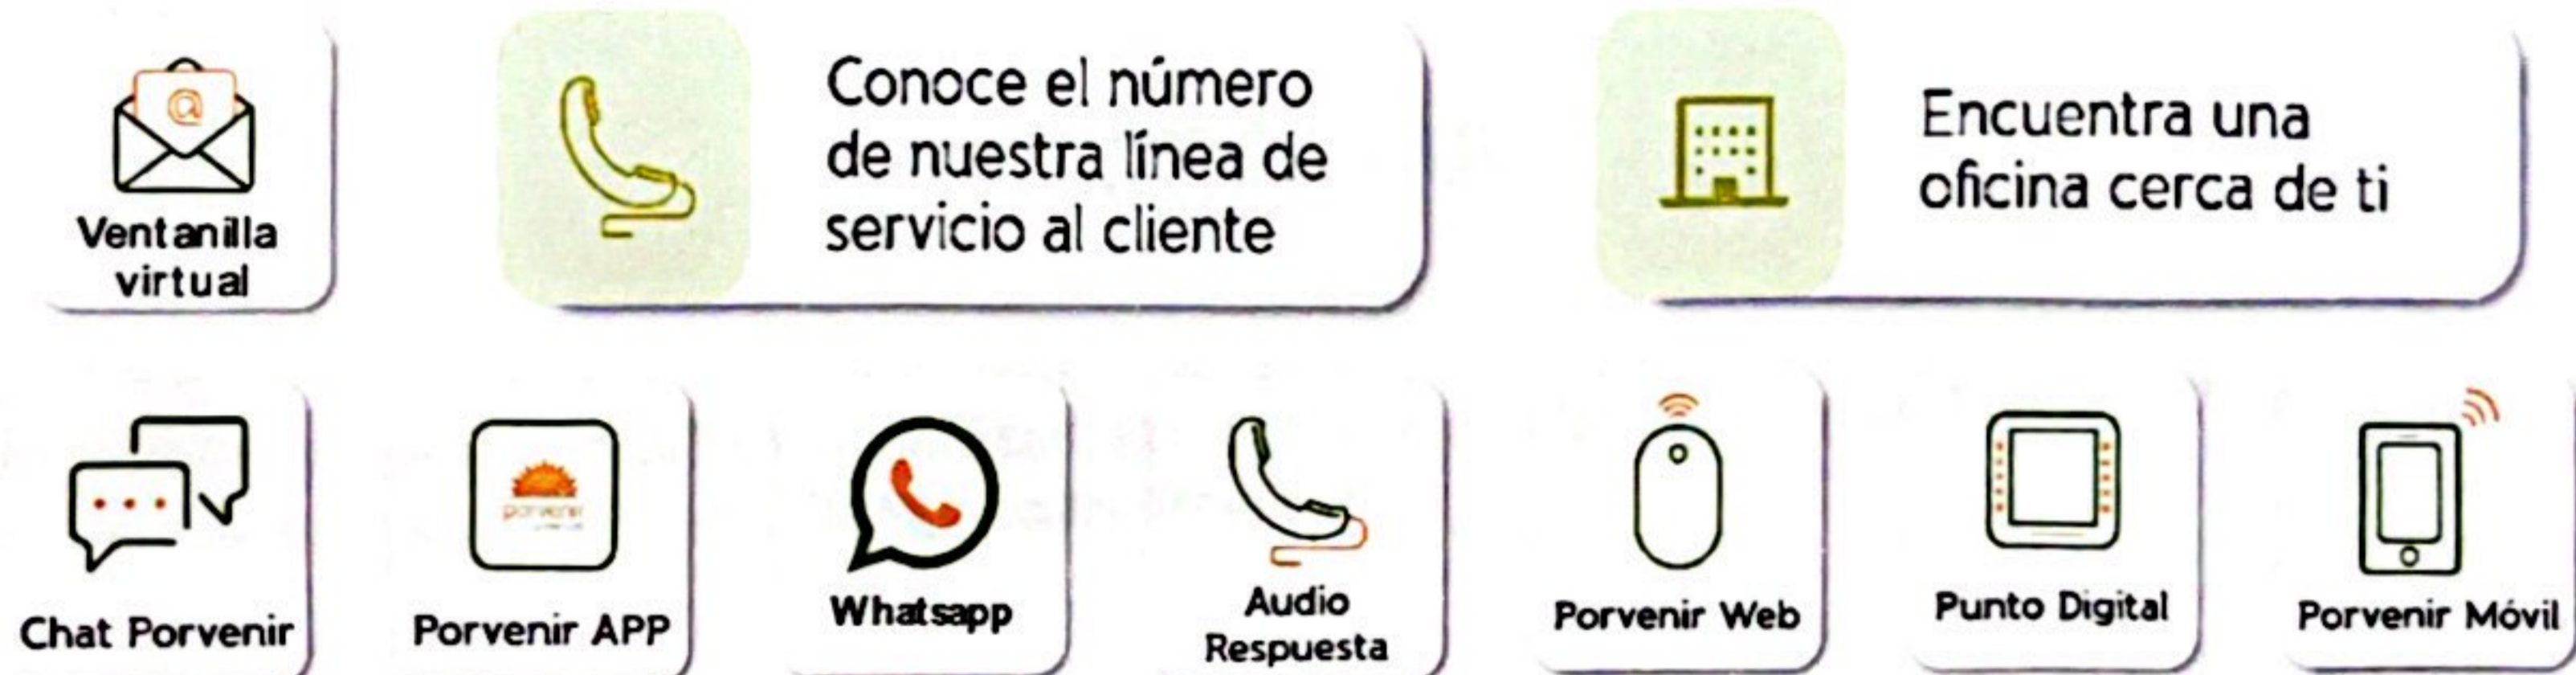 @
Ventanilla
virtual
Conoce el número
de nuestra línea de
servicio al cliente
Encuentra una
oficina cerca de ti
Chat Porvenir
porvenir
Porvenir APP
Whatsapp
Audio
Respuesta
Porvenir Web
Punto Digital
Porvenir Móvil